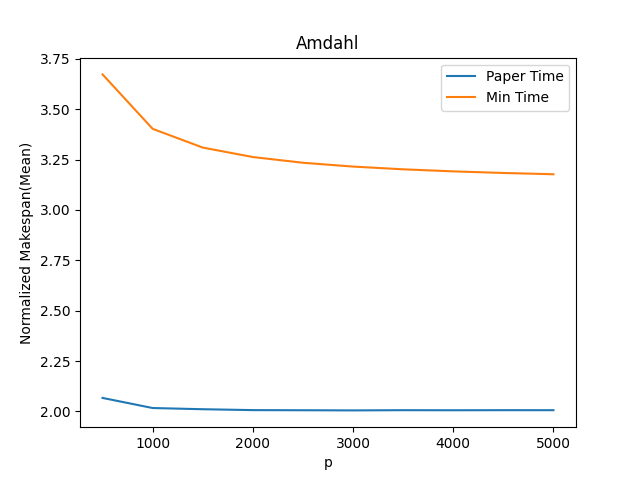 Amdahl
Paper Time
Min Time
Normalized Makespan(Mean)
3.75
3.50
3.25
3.00
2.75
2.50
2.25
2.00
1000 2000 3000 4000 5000
p